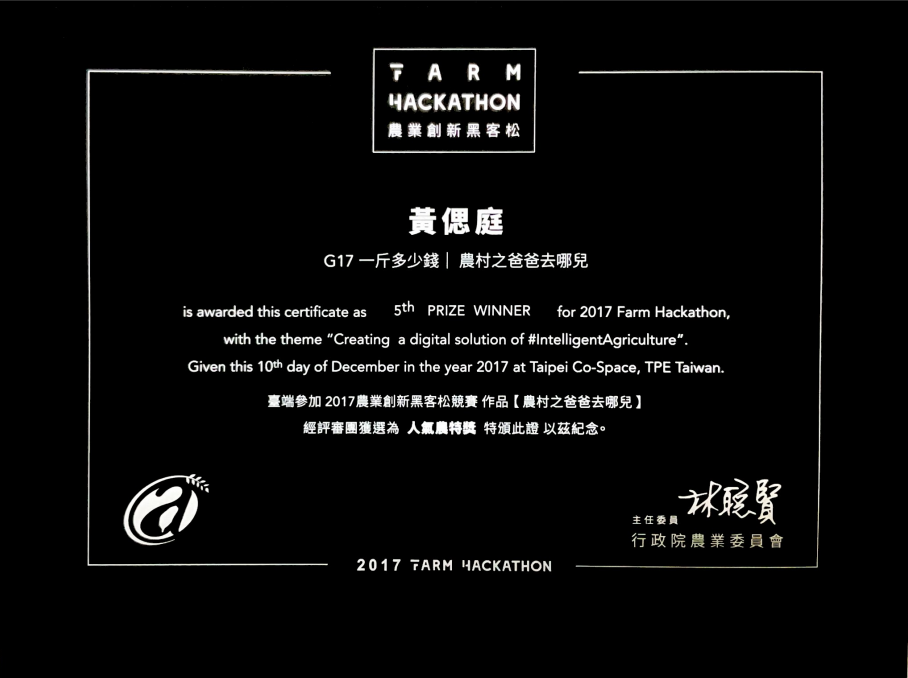 FARM
HACKATHON
農業創新黑客松
黃偲庭
G17 一斤多少錢｜ 農村之爸爸去哪兒
is awarded this certificate as 5th PRIZE WINNER for 2017 Farm Hackathon,
with the theme “Creating a digital solution of #IntelligentAgriculture”.
Given this 10th day of December in the year 2017 at Taipei Co-Space, TPE Taiwan.
臺端參加 2017農業創新黑客松競賽 作品【農村之爸爸去哪兒】
經評審團獲選為 人氣農特獎 特頒此證 以茲紀念。
主任委員 林聰賢
行政院農業委員會
2017 FARM HACKATHON